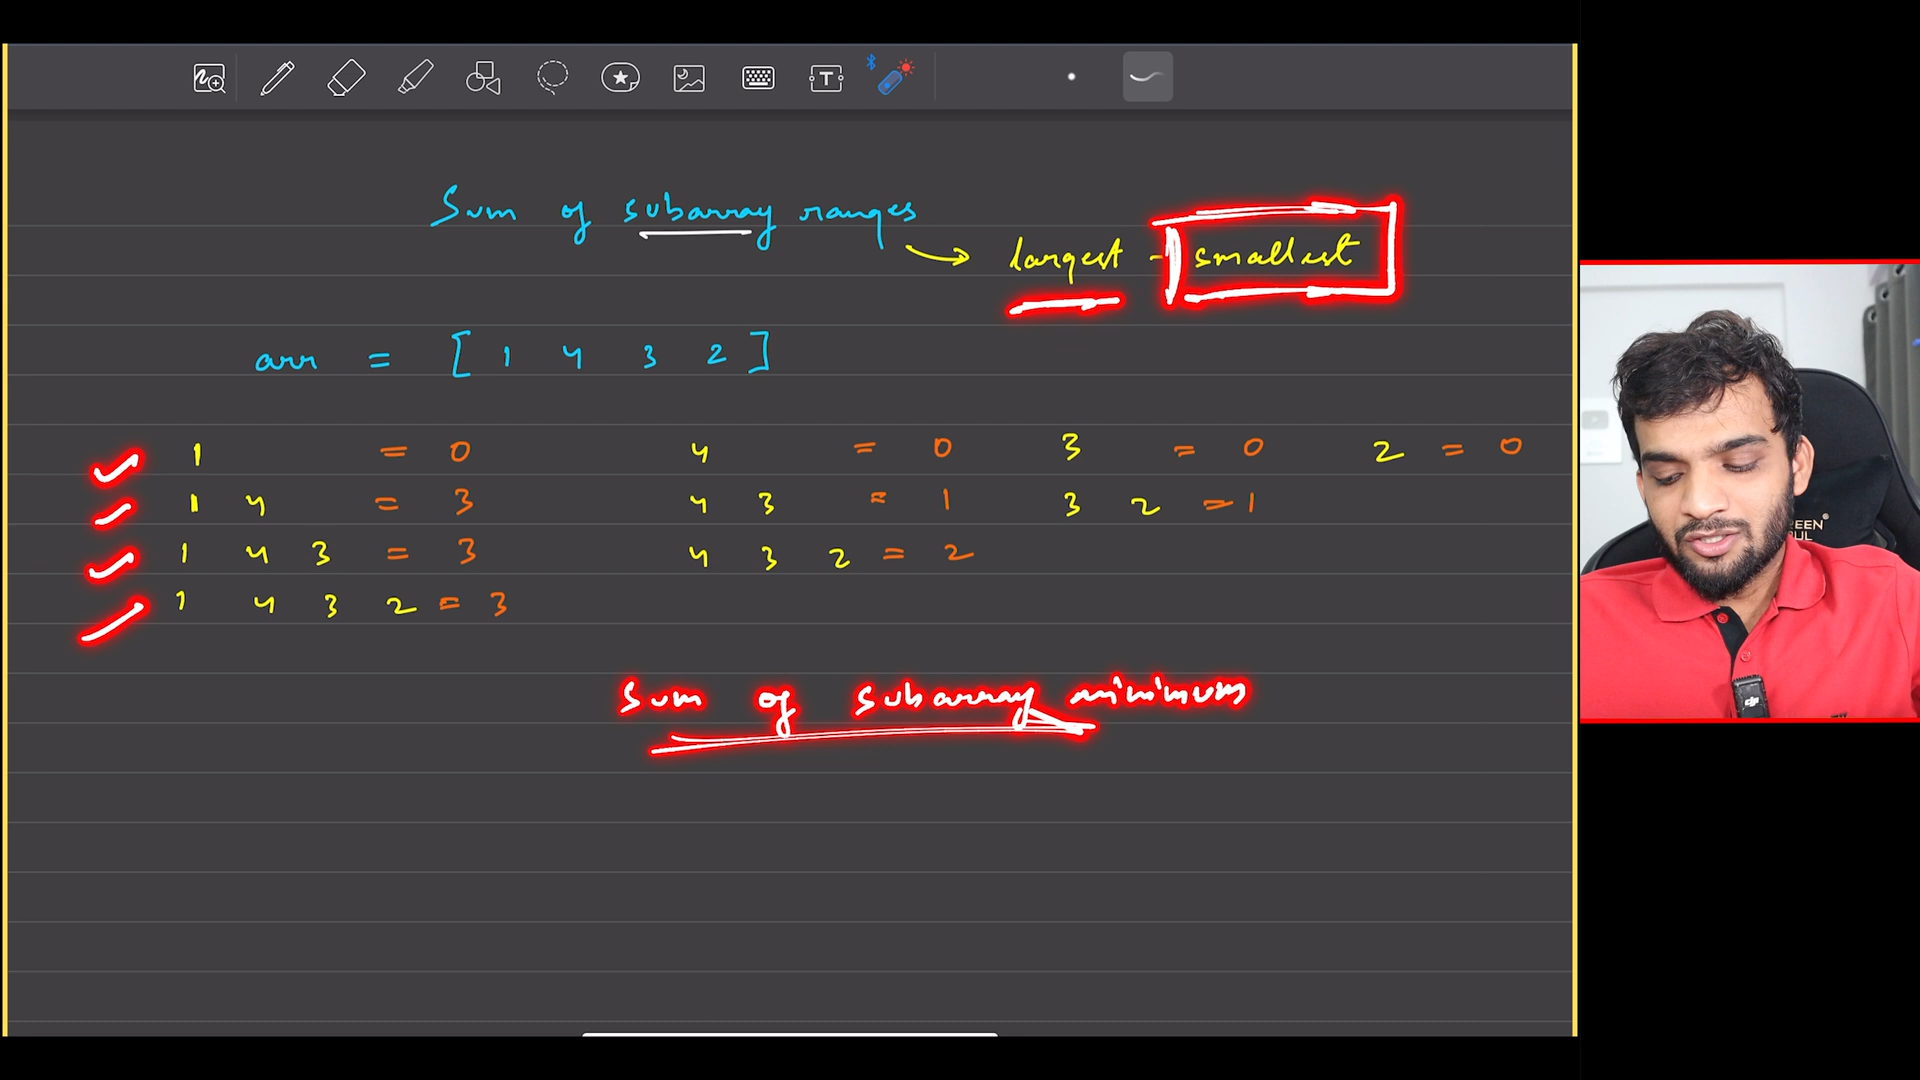 Sum of subarray ranges
largest - smallest
arr = [ 1 4 3 2 ]
1 = 0 4 = 0 3 = 0 2 = 0
1 4 = 3 4 3 = 1 3 2 = 1
1 4 3 = 3 4 3 2 = 2
1 4 3 2 = 3
Sum of subarray minimum